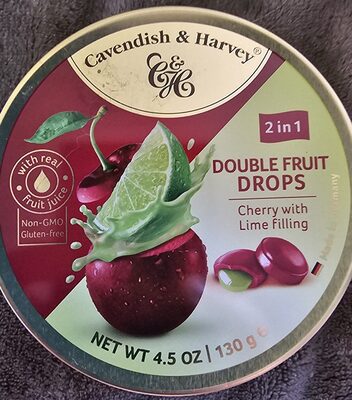 Cavendish & Harvey®
C&H
2 in 1
DOUBLE FRUIT
DROPS
Cherry with
Lime filling
with real
fruit juice
Non-GMO
Gluten-free
Made in Germany
NET WT 4.5 OZ | 130 g e